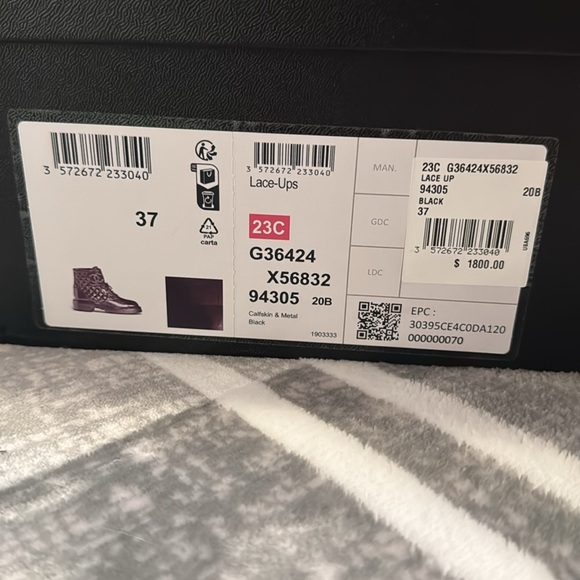 3 572672 233040
37
21
PAP
carta
3 572672 233040
Lace-Ups
23C
G36424
X56832
94305 20B
Calfskin & Metal
Black
1903333
MAN.
GDC
LDC
23C G36424X56832
LACE UP
94305 20B
BLACK
37
3 572672 233040
$ 1800.00
EPC :
30395CE4C0DA120
000000070